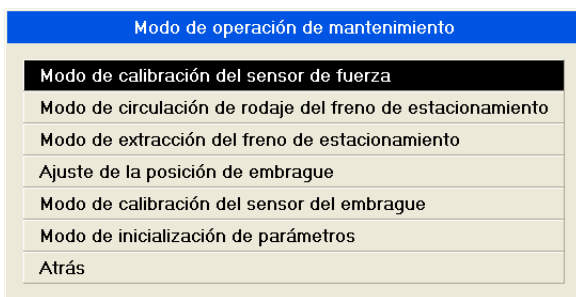 Modo de operación de mantenimiento
Modo de calibración del sensor de fuerza
Modo de circulación de rodaje del freno de estacionamiento
Modo de extracción del freno de estacionamiento
Ajuste de la posición de embrague
Modo de calibración del sensor del embrague
Modo de inicialización de parámetros
Atrás